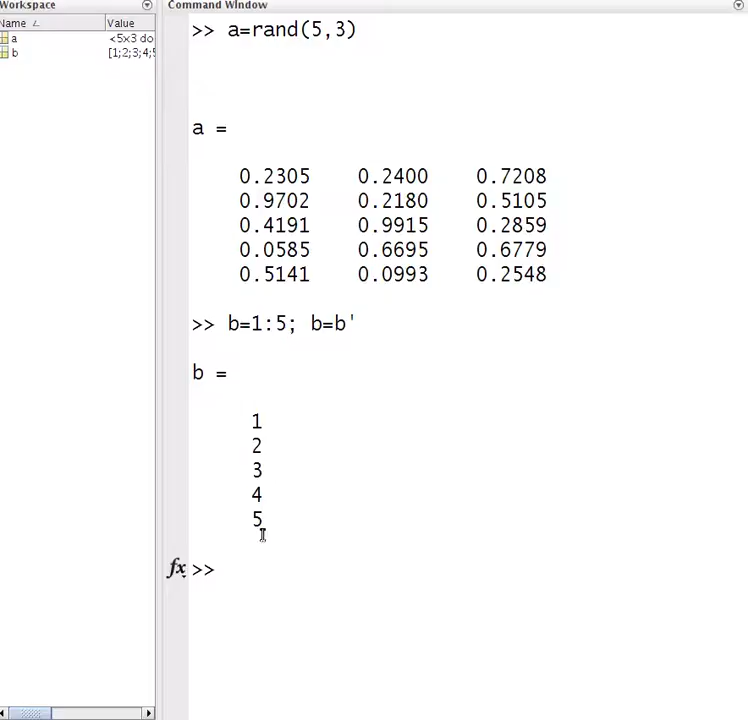 Workspace
Name Value
a <5x3 do
b [1;2;3;4;5
Command Window
>> a=rand(5,3)
a =
0.2305 0.2400 0.7208
0.9702 0.2180 0.5105
0.4191 0.9915 0.2859
0.0585 0.6695 0.6779
0.5141 0.0993 0.2548
>> b=1:5; b=b'
b =
1
2
3
4
5
fx >>